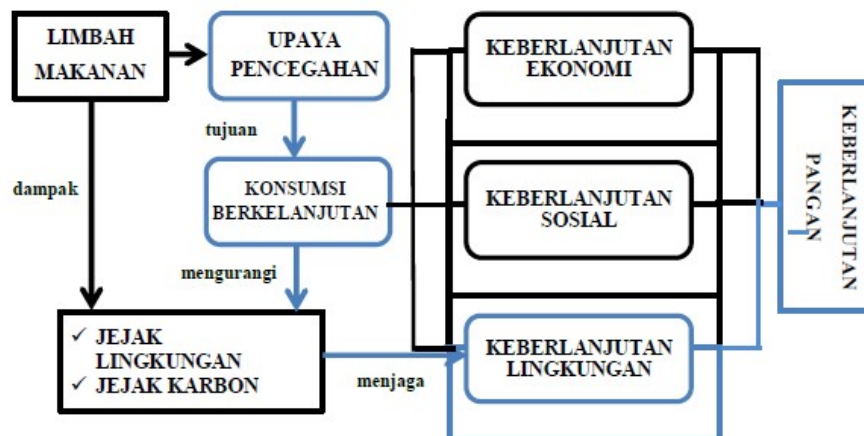 LIMBAH
MAKANAN
UPAYA
PENCEGAHAN
KEBERLANJUTAN
EKONOMI
tujuan
dampak
KONSUMSI
BERKELANJUTAN
KEBERLANJUTAN
SOSIAL
KEBERLANJUTAN
PANGAN
mengurangi
✓ JEJAK
LINGKUNGAN
✓ JEJAK KARBON
menjaga
KEBERLANJUTAN
LINGKUNGAN